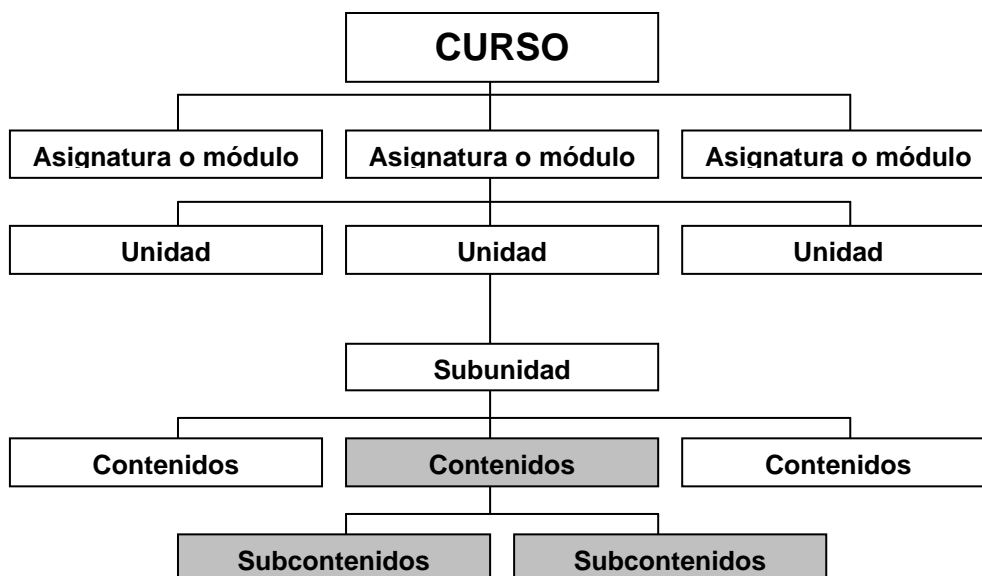 CURSO
Asignatura o módulo
Asignatura o módulo
Asignatura o módulo
Unidad
Unidad
Unidad
Subunidad
Contenidos
Contenidos
Contenidos
Subcontenidos
Subcontenidos